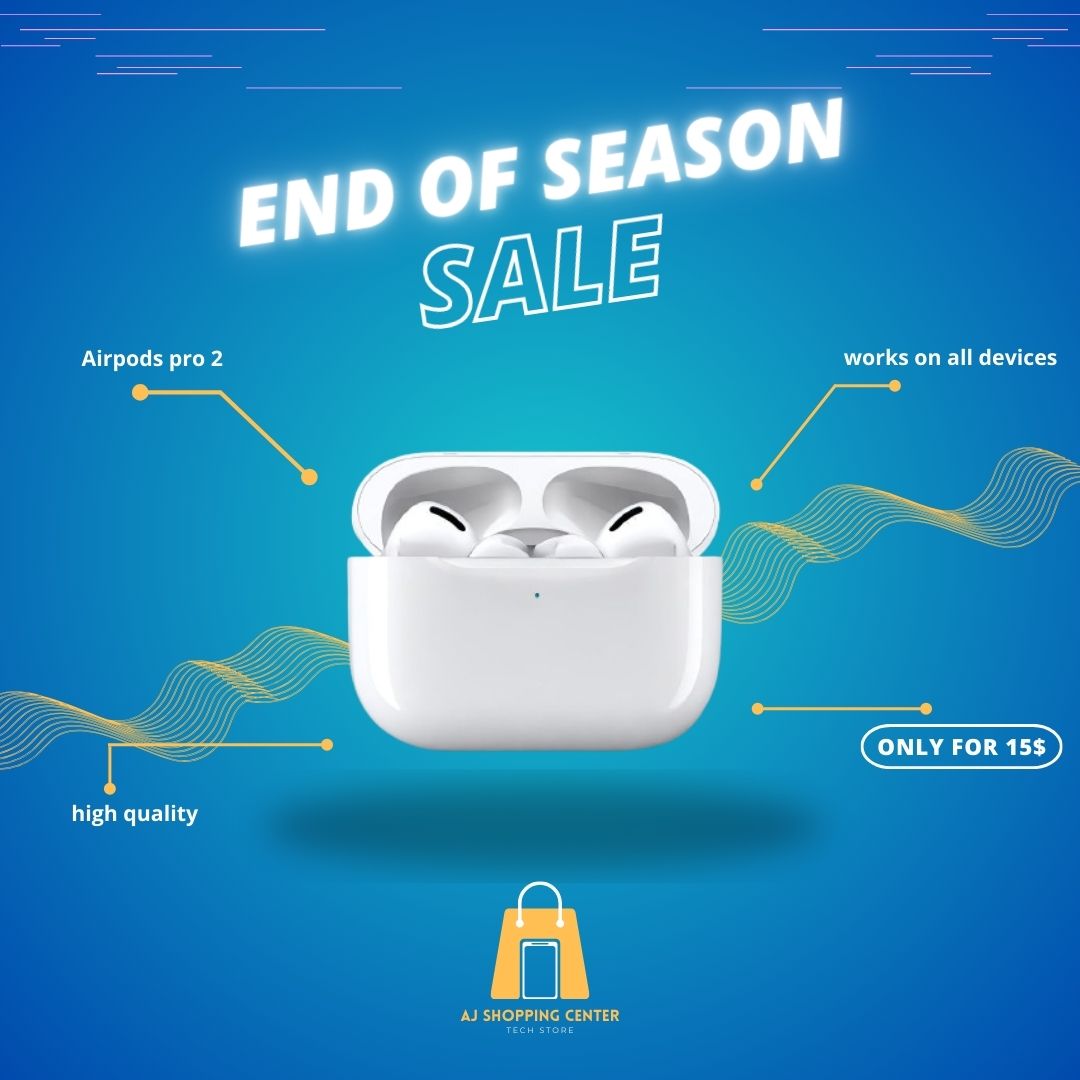 END OF SEASON
SALE
Airpods pro 2
works on all devices
ONLY FOR 15$
high quality
AJ SHOPPING CENTER
TECH STORE